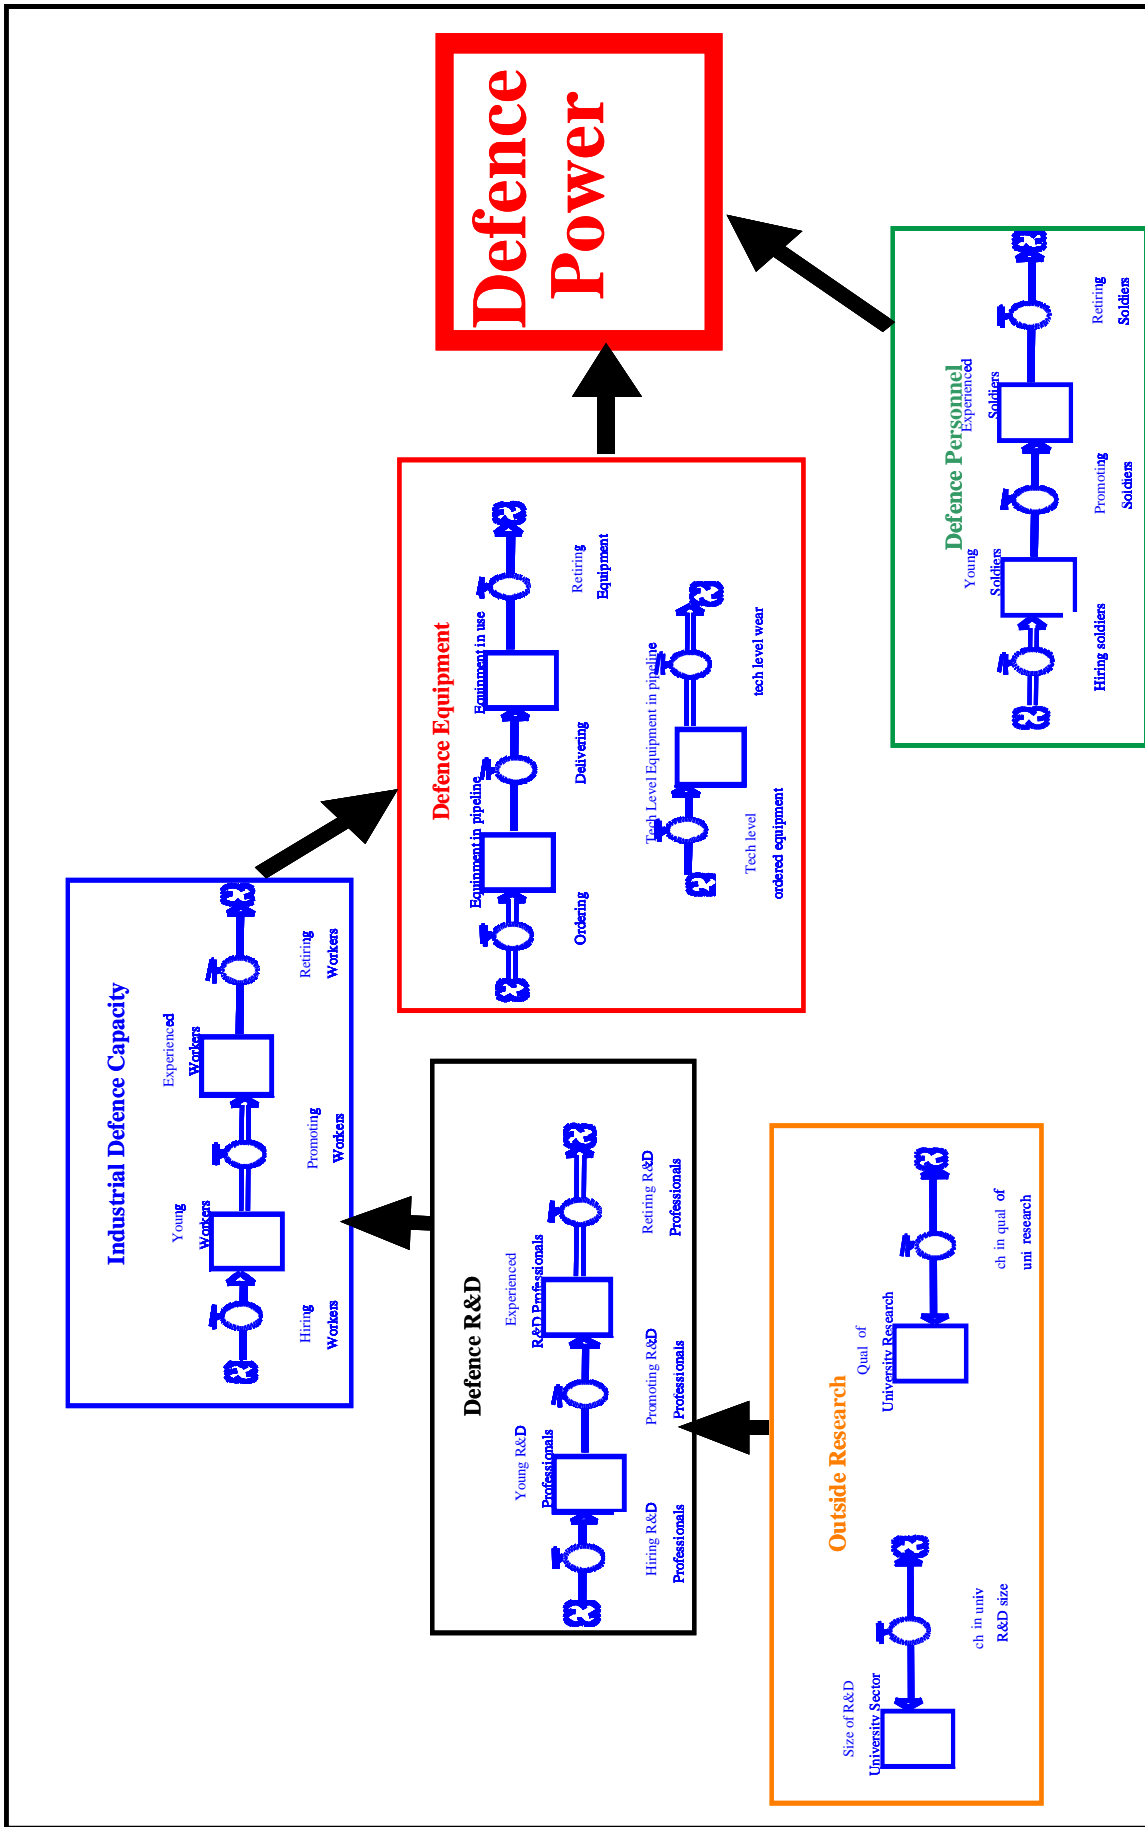 Defence
Power
Industrial Defence Capacity
Young
Workers
Experienced
Workers
Hiring
Workers
Promoting
Workers
Retiring
Workers
Defence Equipment
Equinment in pipeline
Equinment in use
Ordering
Delivering
Retiring
Equipment
Tech Level Equipment in pipeline
Tech level
ordered equipment
tech level wear
Defence R&D
Young R&D
Professionals
Experienced
R&D Professionals
Hiring R&D
Professionals
Promoting R&D
Professionals
Retiring R&D
Professionals
Outside Research
Size of R&D
University Sector
ch in univ
R&D size
Qual of
University Research
ch in qual of
uni research
Defence Personnel
Young
Soldiers
Experienced
Soldiers
Hiring soldiers
Promoting
Soldiers
Retiring
Soldiers